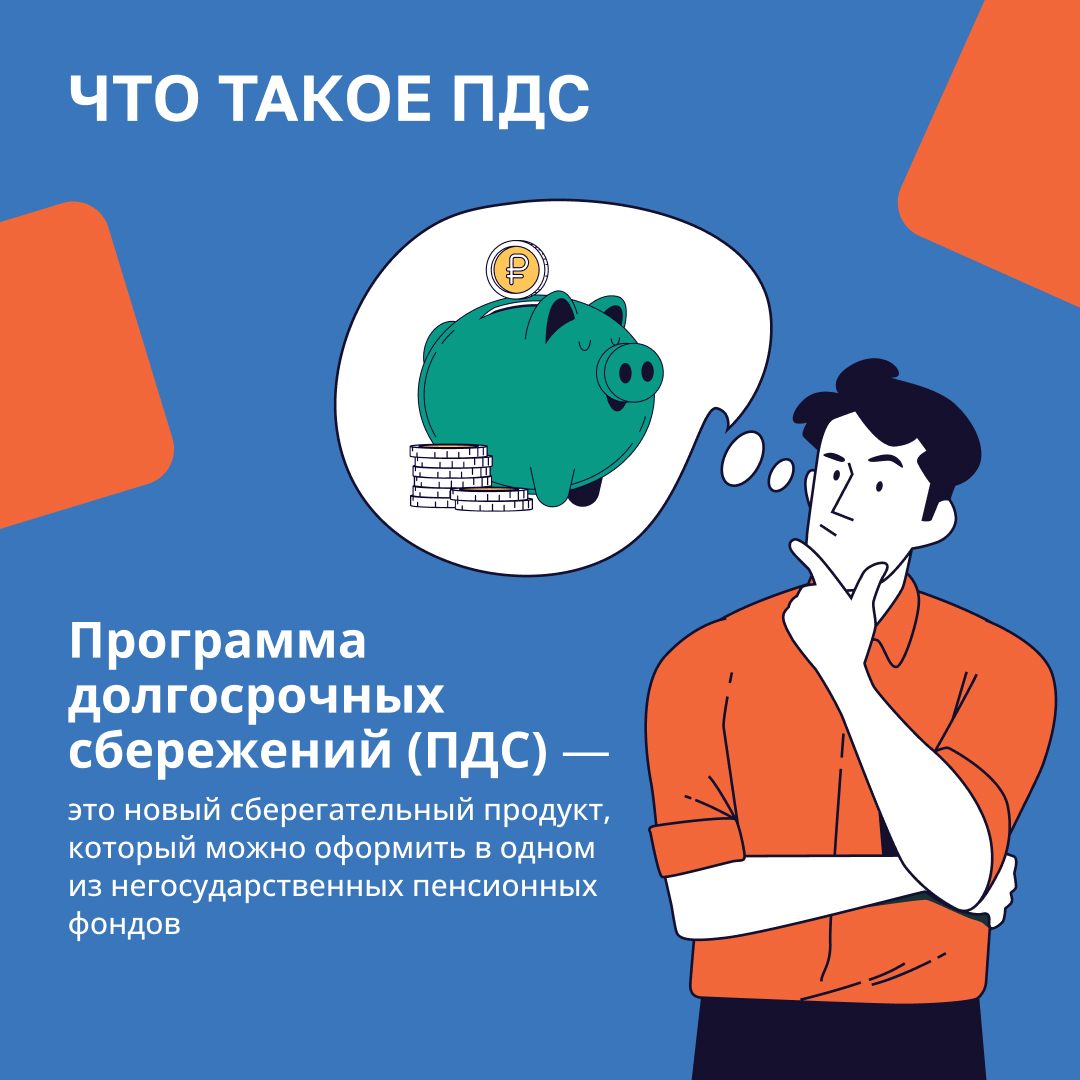 ЧТО ТАКОЕ ПДС
₽
Программа
долгосрочных
сбережений (ПДС) —
это новый сберегательный продукт,
который можно оформить в одном
из негосударственных пенсионных
фондов